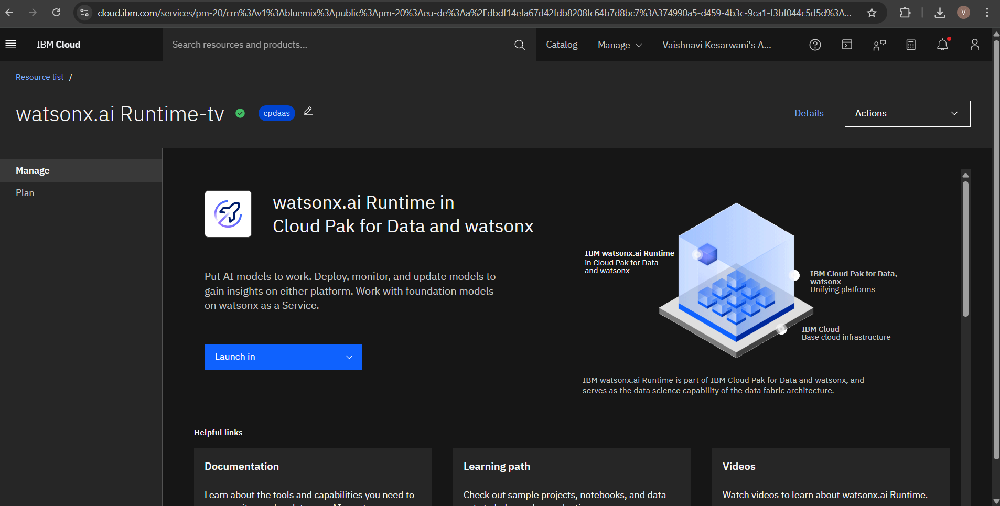 cloud.ibm.com/services/pm-20/crn%3Av1%3Abluemix%3Apublic%3Apm-20%3Aeu-de%3Aa%2Fdbdf14efa67d42fdb8208fc64b7d8bc7%3A374990a5-d459-4b3c-9ca1-f3bf044c5d5d%3A...
V
IBM Cloud
Search resources and products...
Catalog
Manage
Vaishnavi Kesarwani's A...
Resource list /
watsonx.ai Runtime-tv
cpdaas
Details
Actions
Manage
Plan
watsonx.ai Runtime in
Cloud Pak for Data and watsonx
Put AI models to work. Deploy, monitor, and update models to
gain insights on either platform. Work with foundation models
on watsonx as a Service.
Launch in
IBM watsonx.ai Runtime
in Cloud Pak for Data
and watsonx
IBM Cloud Pak for Data,
watsonx
Unifying platforms
IBM Cloud
Base cloud infrastructure
IBM watsonx.ai Runtime is part of IBM Cloud Pak for Data and watsonx, and
serves as the data science capability of the data fabric architecture.
Helpful links
Documentation
Learn about the tools and capabilities you need to
Learning path
Check out sample projects, notebooks, and data
Videos
Watch videos to learn about watsonx.ai Runtime.